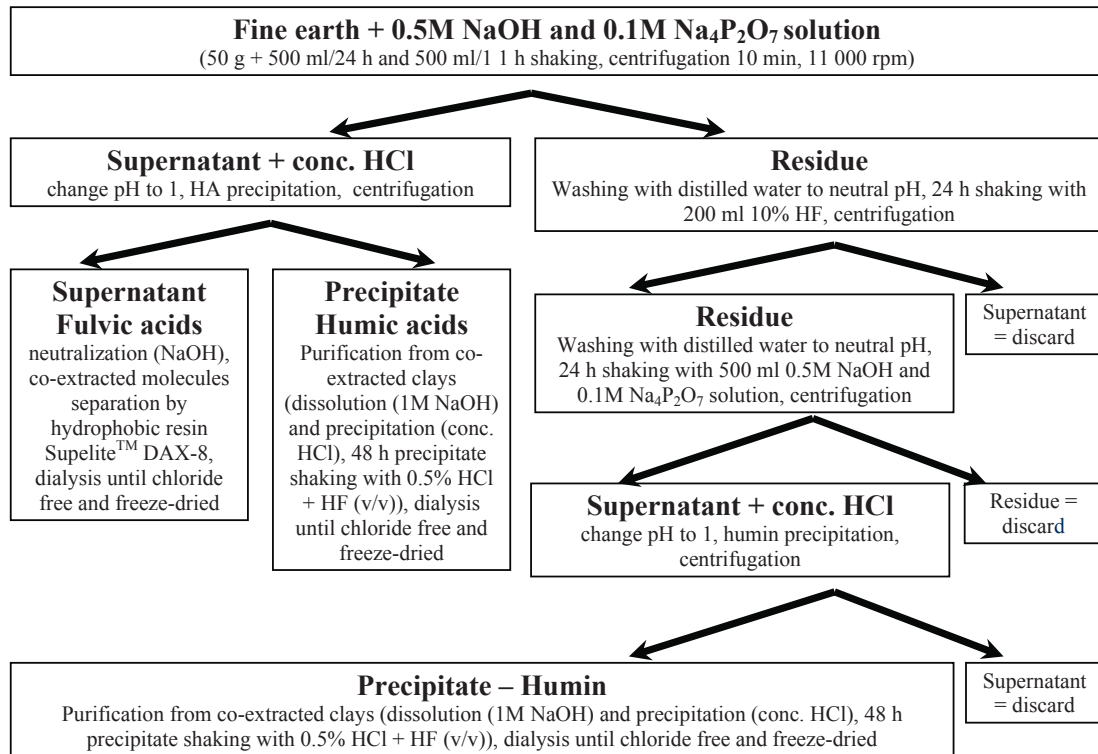 Fine earth + 0.5M NaOH and 0.1M Na₄P₂O₇ solution
(50 g + 500 ml/24 h and 500 ml/1 1 h shaking, centrifugation 10 min, 11 000 rpm)
Supernatant + conc. HCl
change pH to 1, HA precipitation, centrifugation
Residue
Washing with distilled water to neutral pH, 24 h shaking with
200 ml 10% HF, centrifugation
Supernatant
Fulvic acids
neutralization (NaOH),
co-extracted molecules
separation by
hydrophobic resin
Supelite™ DAX-8,
dialysis until chloride
free and freeze-dried
Precipitate
Humic acids
Purification from co-
extracted clays
(dissolution (1M NaOH)
and precipitation (conc.
HCl), 48 h precipitate
shaking with 0.5% HCl
+ HF (v/v)), dialysis
until chloride free and
freeze-dried
Residue
Washing with distilled water to neutral pH,
24 h shaking with 500 ml 0.5M NaOH and
0.1M Na₄P₂O₇ solution, centrifugation
Supernatant
= discard
Supernatant + conc. HCl
change pH to 1, humin precipitation,
centrifugation
Residue =
discard
Precipitate – Humin
Purification from co-extracted clays (dissolution (1M NaOH) and precipitation (conc. HCl), 48 h
precipitate shaking with 0.5% HCl + HF (v/v)), dialysis until chloride free and freeze-dried
Supernatant
= discard